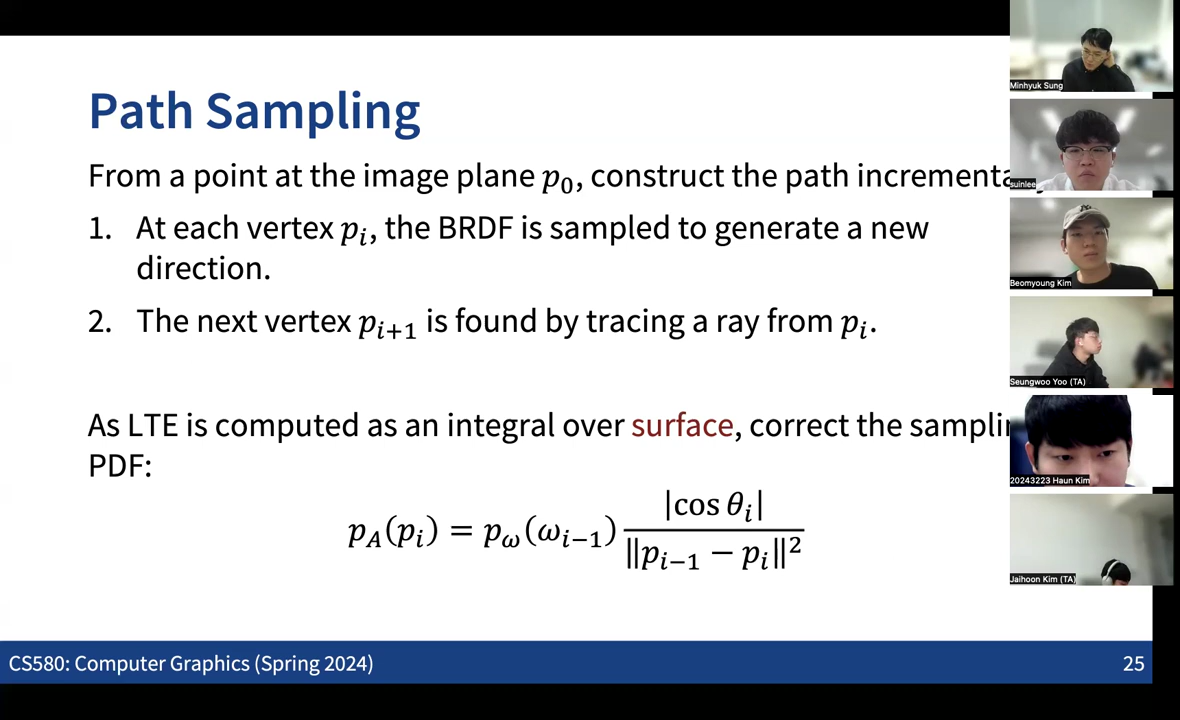 Path Sampling
From a point at the image plane p₀, construct the path incrementa
1. At each vertex pᵢ, the BRDF is sampled to generate a new
direction.
2. The next vertex pᵢ₊₁ is found by tracing a ray from pᵢ.
As LTE is computed as an integral over surface, correct the samplin
PDF:
p_A(pᵢ) = p_ω(ωᵢ₋₁) |cos θᵢ| / ‖pᵢ₋₁ − pᵢ‖²
CS580: Computer Graphics (Spring 2024)
25
Minhyuk Sung
suinlee
Beomyoung Kim
Seungwoo Yoo (TA)
20243223 Haun Kim
Jaihoon Kim (TA)